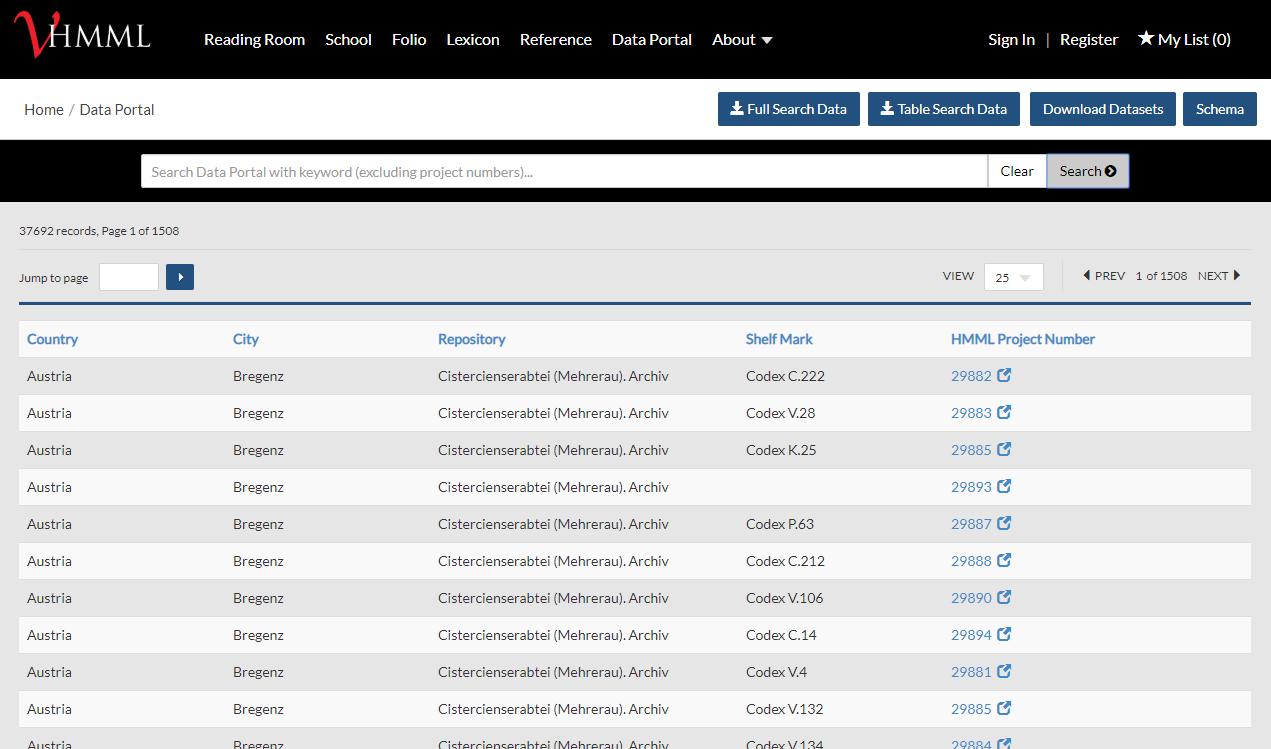 VHMML
Reading Room School Folio Lexicon Reference Data Portal About
Sign In | Register My List (0)
Home / Data Portal
Full Search Data Table Search Data Download Datasets Schema
Search Data Portal with keyword (excluding project numbers)... Clear Search
37692 records, Page 1 of 1508
Jump to page VIEW 25 PREV 1 of 1508 NEXT
Country City Repository Shelf Mark HMML Project Number
Austria Bregenz Cistercienserabtei (Mehrerau). Archiv Codex C.222 29882
Austria Bregenz Cistercienserabtei (Mehrerau). Archiv Codex V.28 29883
Austria Bregenz Cistercienserabtei (Mehrerau). Archiv Codex K.25 29885
Austria Bregenz Cistercienserabtei (Mehrerau). Archiv 29893
Austria Bregenz Cistercienserabtei (Mehrerau). Archiv Codex P.63 29887
Austria Bregenz Cistercienserabtei (Mehrerau). Archiv Codex C.212 29888
Austria Bregenz Cistercienserabtei (Mehrerau). Archiv Codex V.106 29890
Austria Bregenz Cistercienserabtei (Mehrerau). Archiv Codex C.14 29894
Austria Bregenz Cistercienserabtei (Mehrerau). Archiv Codex V.4 29881
Austria Bregenz Cistercienserabtei (Mehrerau). Archiv Codex V.132 29885
Austria Bregenz Cistercienserabtei (Mehrerau). Archiv Codex V.134 29884